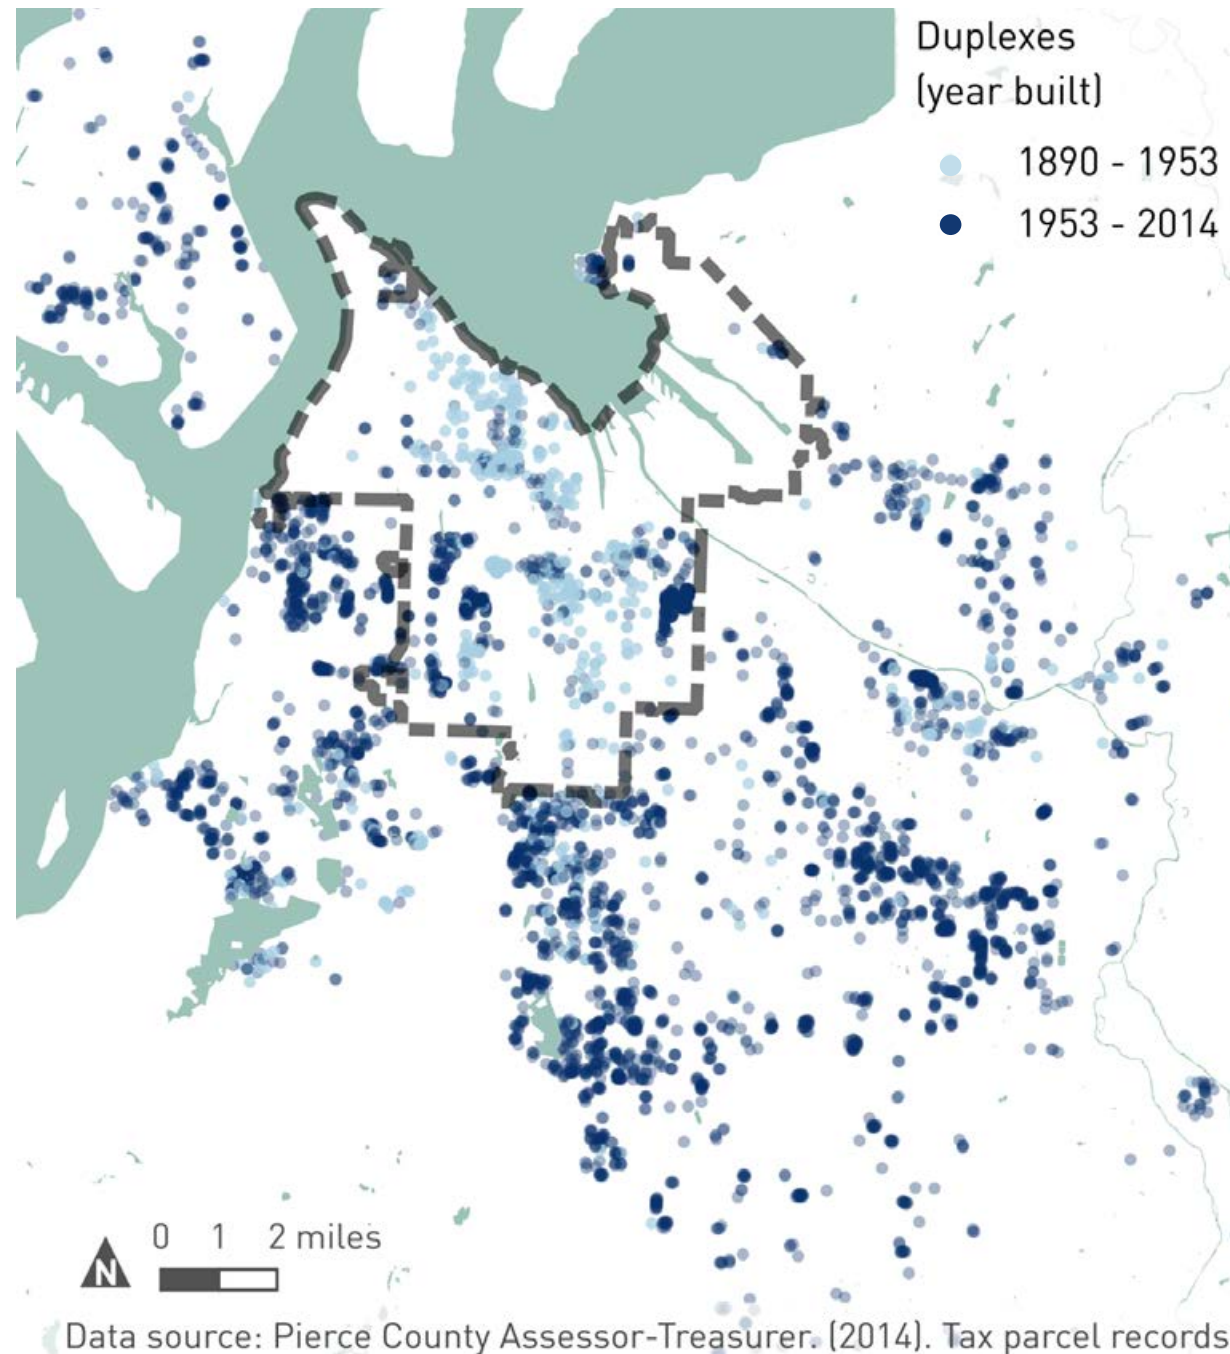 Duplexes
(year built)
1890 - 1953
1953 - 2014
0 1 2 miles
N
Data source: Pierce County Assessor-Treasurer. (2014). Tax parcel records